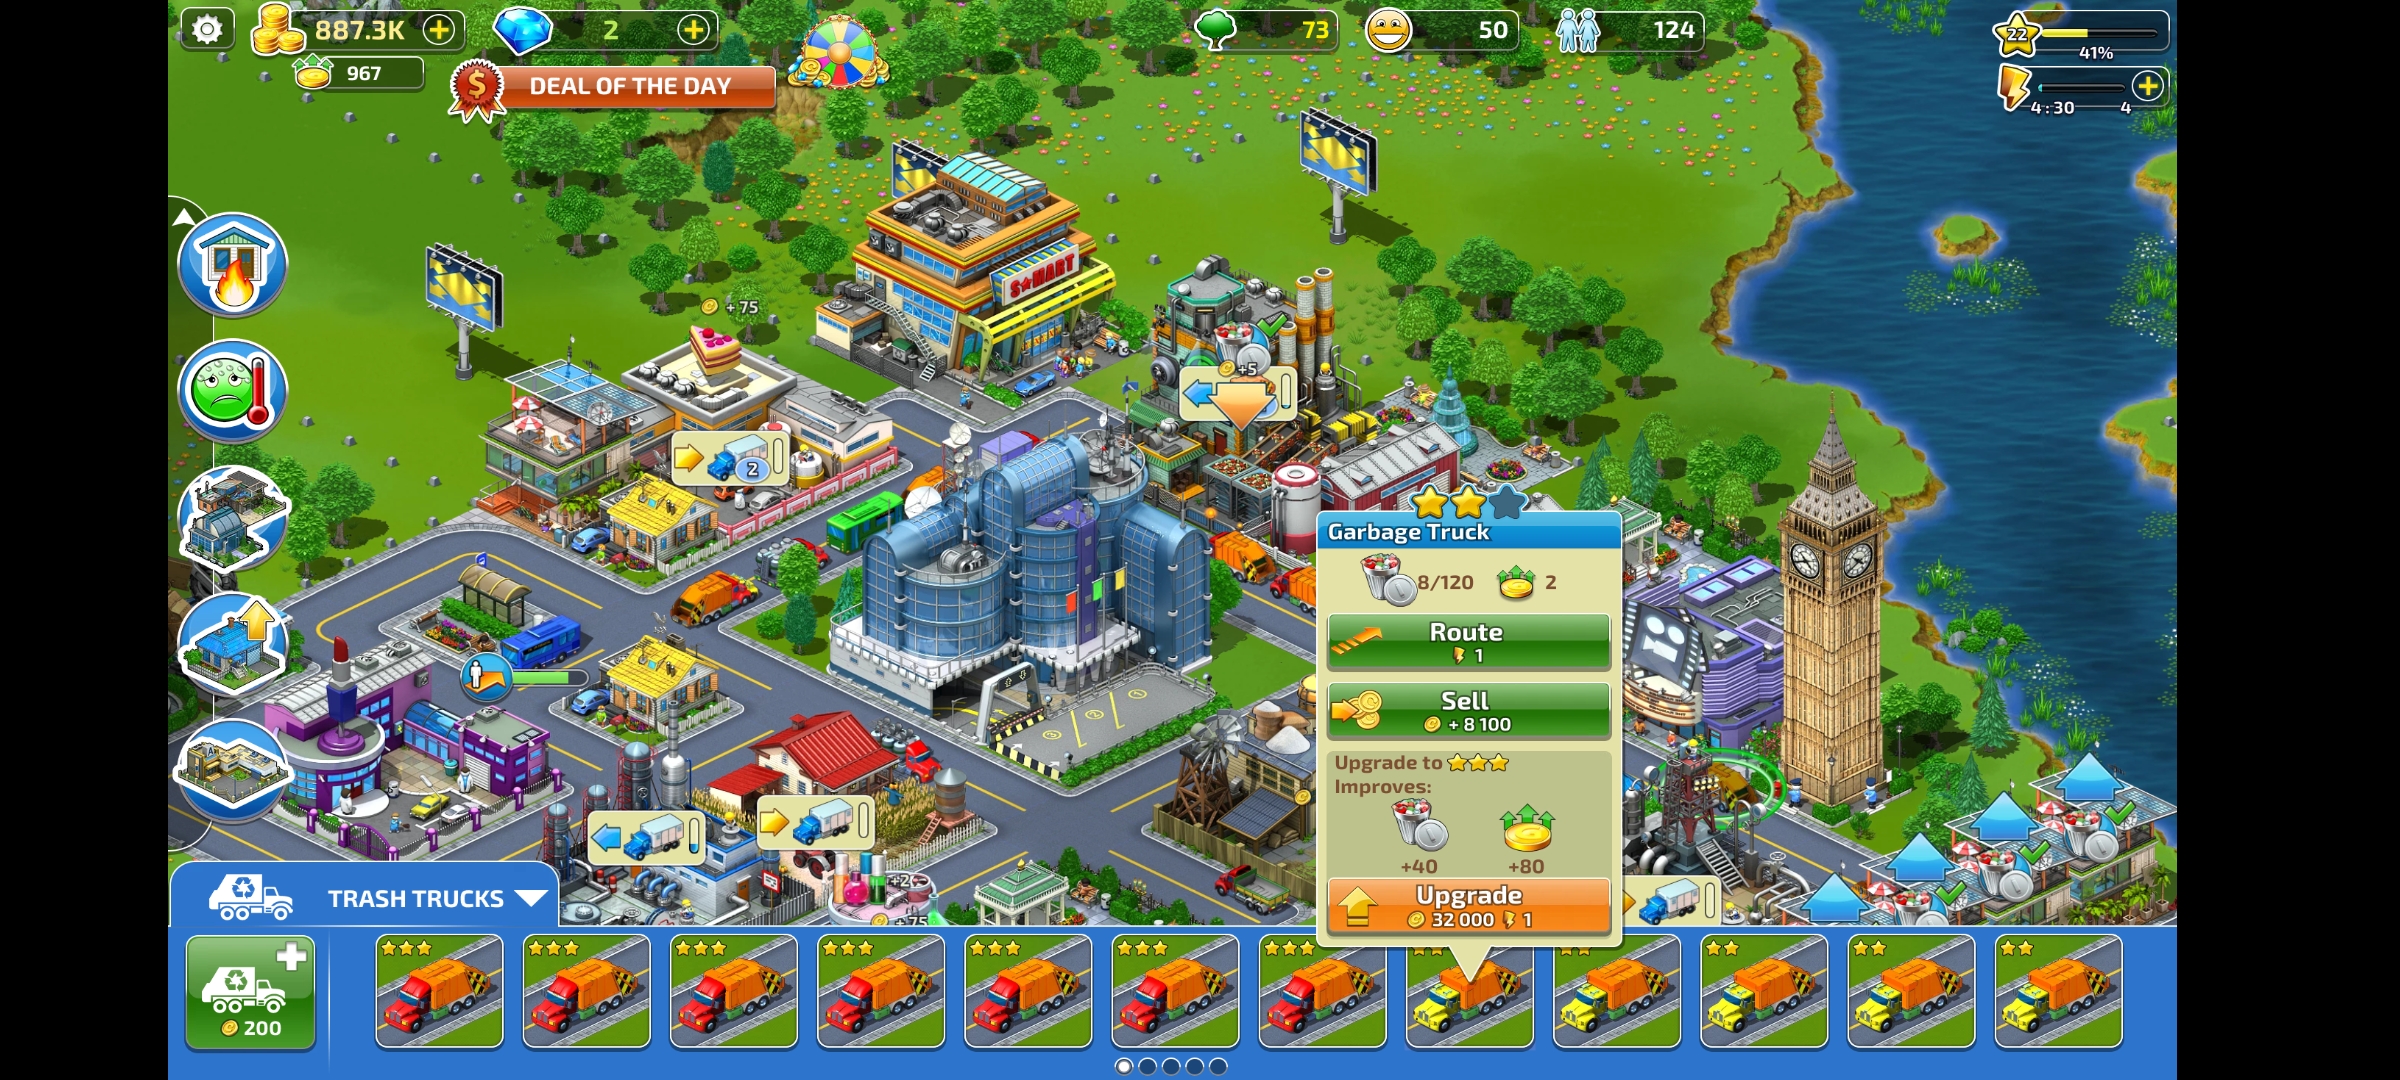 887.3K
2
73
50
124
22
41%
967
DEAL OF THE DAY
4:30
4
+75
S★MART
+5
2
Garbage Truck
8/120
2
Route
1
Sell
+8 100
Upgrade to
Improves:
+40
+80
Upgrade
32 000 1
+2
+75
TRASH TRUCKS
200